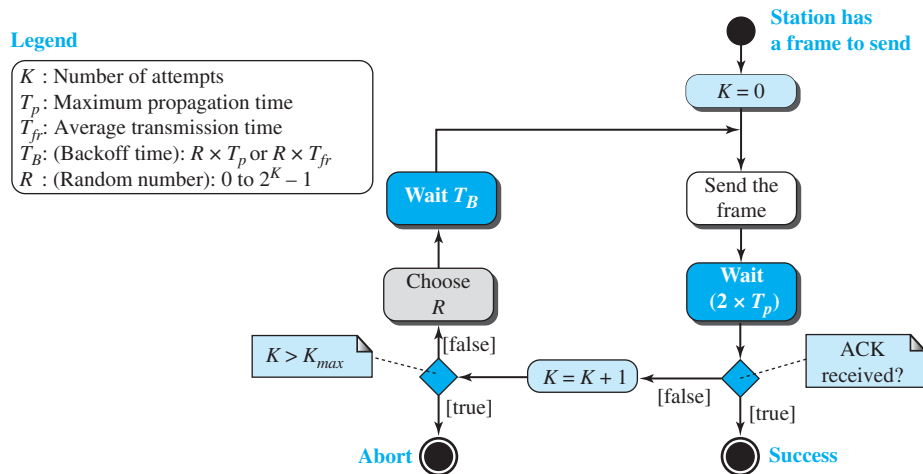 Legend
K : Number of attempts
Tp : Maximum propagation time
Tfr: Average transmission time
TB : (Backoff time): R × Tp or R × Tfr
R : (Random number): 0 to 2^K – 1
Station has
a frame to send
K = 0
Send the
frame
Wait
(2 × Tp)
ACK
received?
[true]
Success
[false]
K = K + 1
K > Kmax
[true]
Abort
[false]
Choose
R
Wait TB